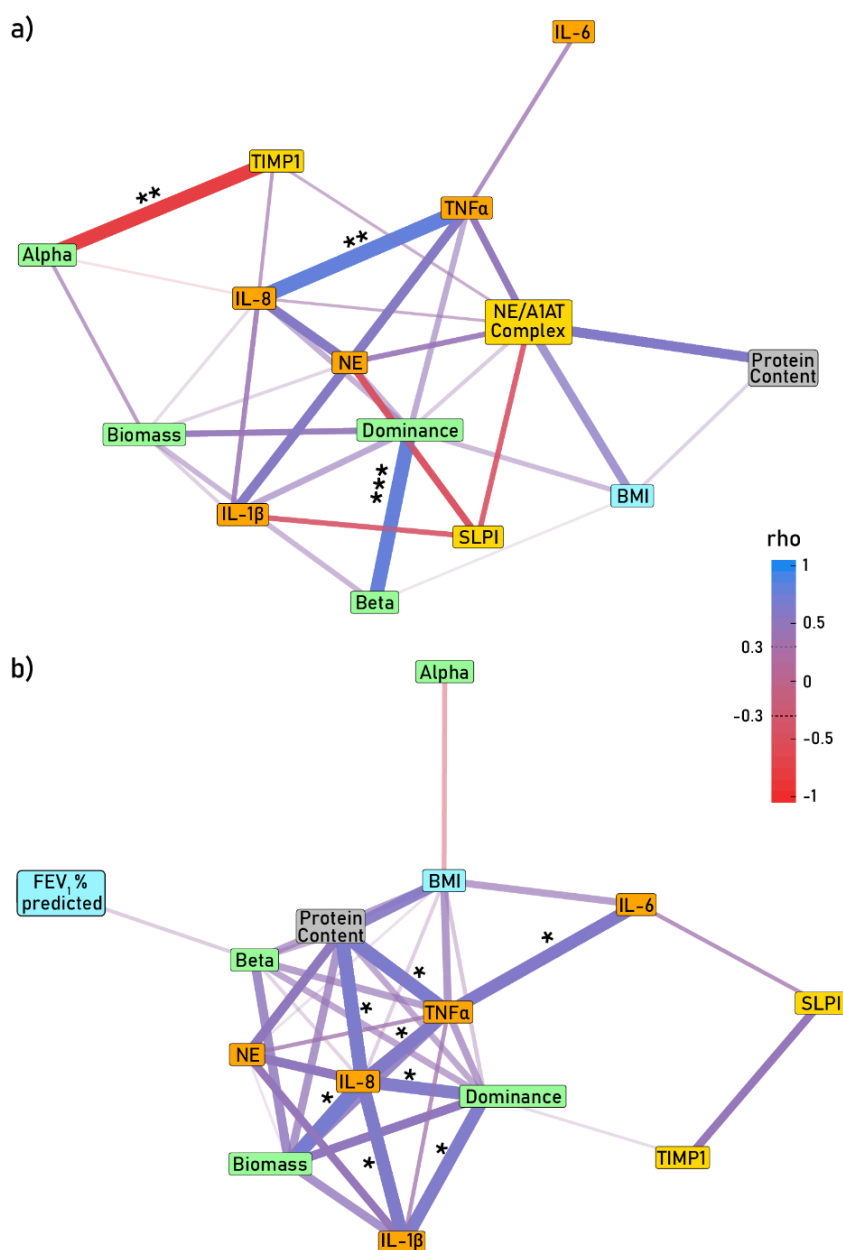 a)
IL-6
TIMP1
**
TNFα
**
Alpha
IL-8
NE/A1AT
Complex
NE
Protein
Content
Biomass
Dominance
***
BMI
IL-1β
SLPI
Beta
rho
1
0.5
0.3
0
-0.3
-0.5
-1
b)
Alpha
FEV₁%
predicted
BMI
IL-6
Protein
Content
*
Beta
*
SLPI
*
TNFα
*
NE
IL-8
*
Dominance
*
Biomass
TIMP1
*
*
IL-1β